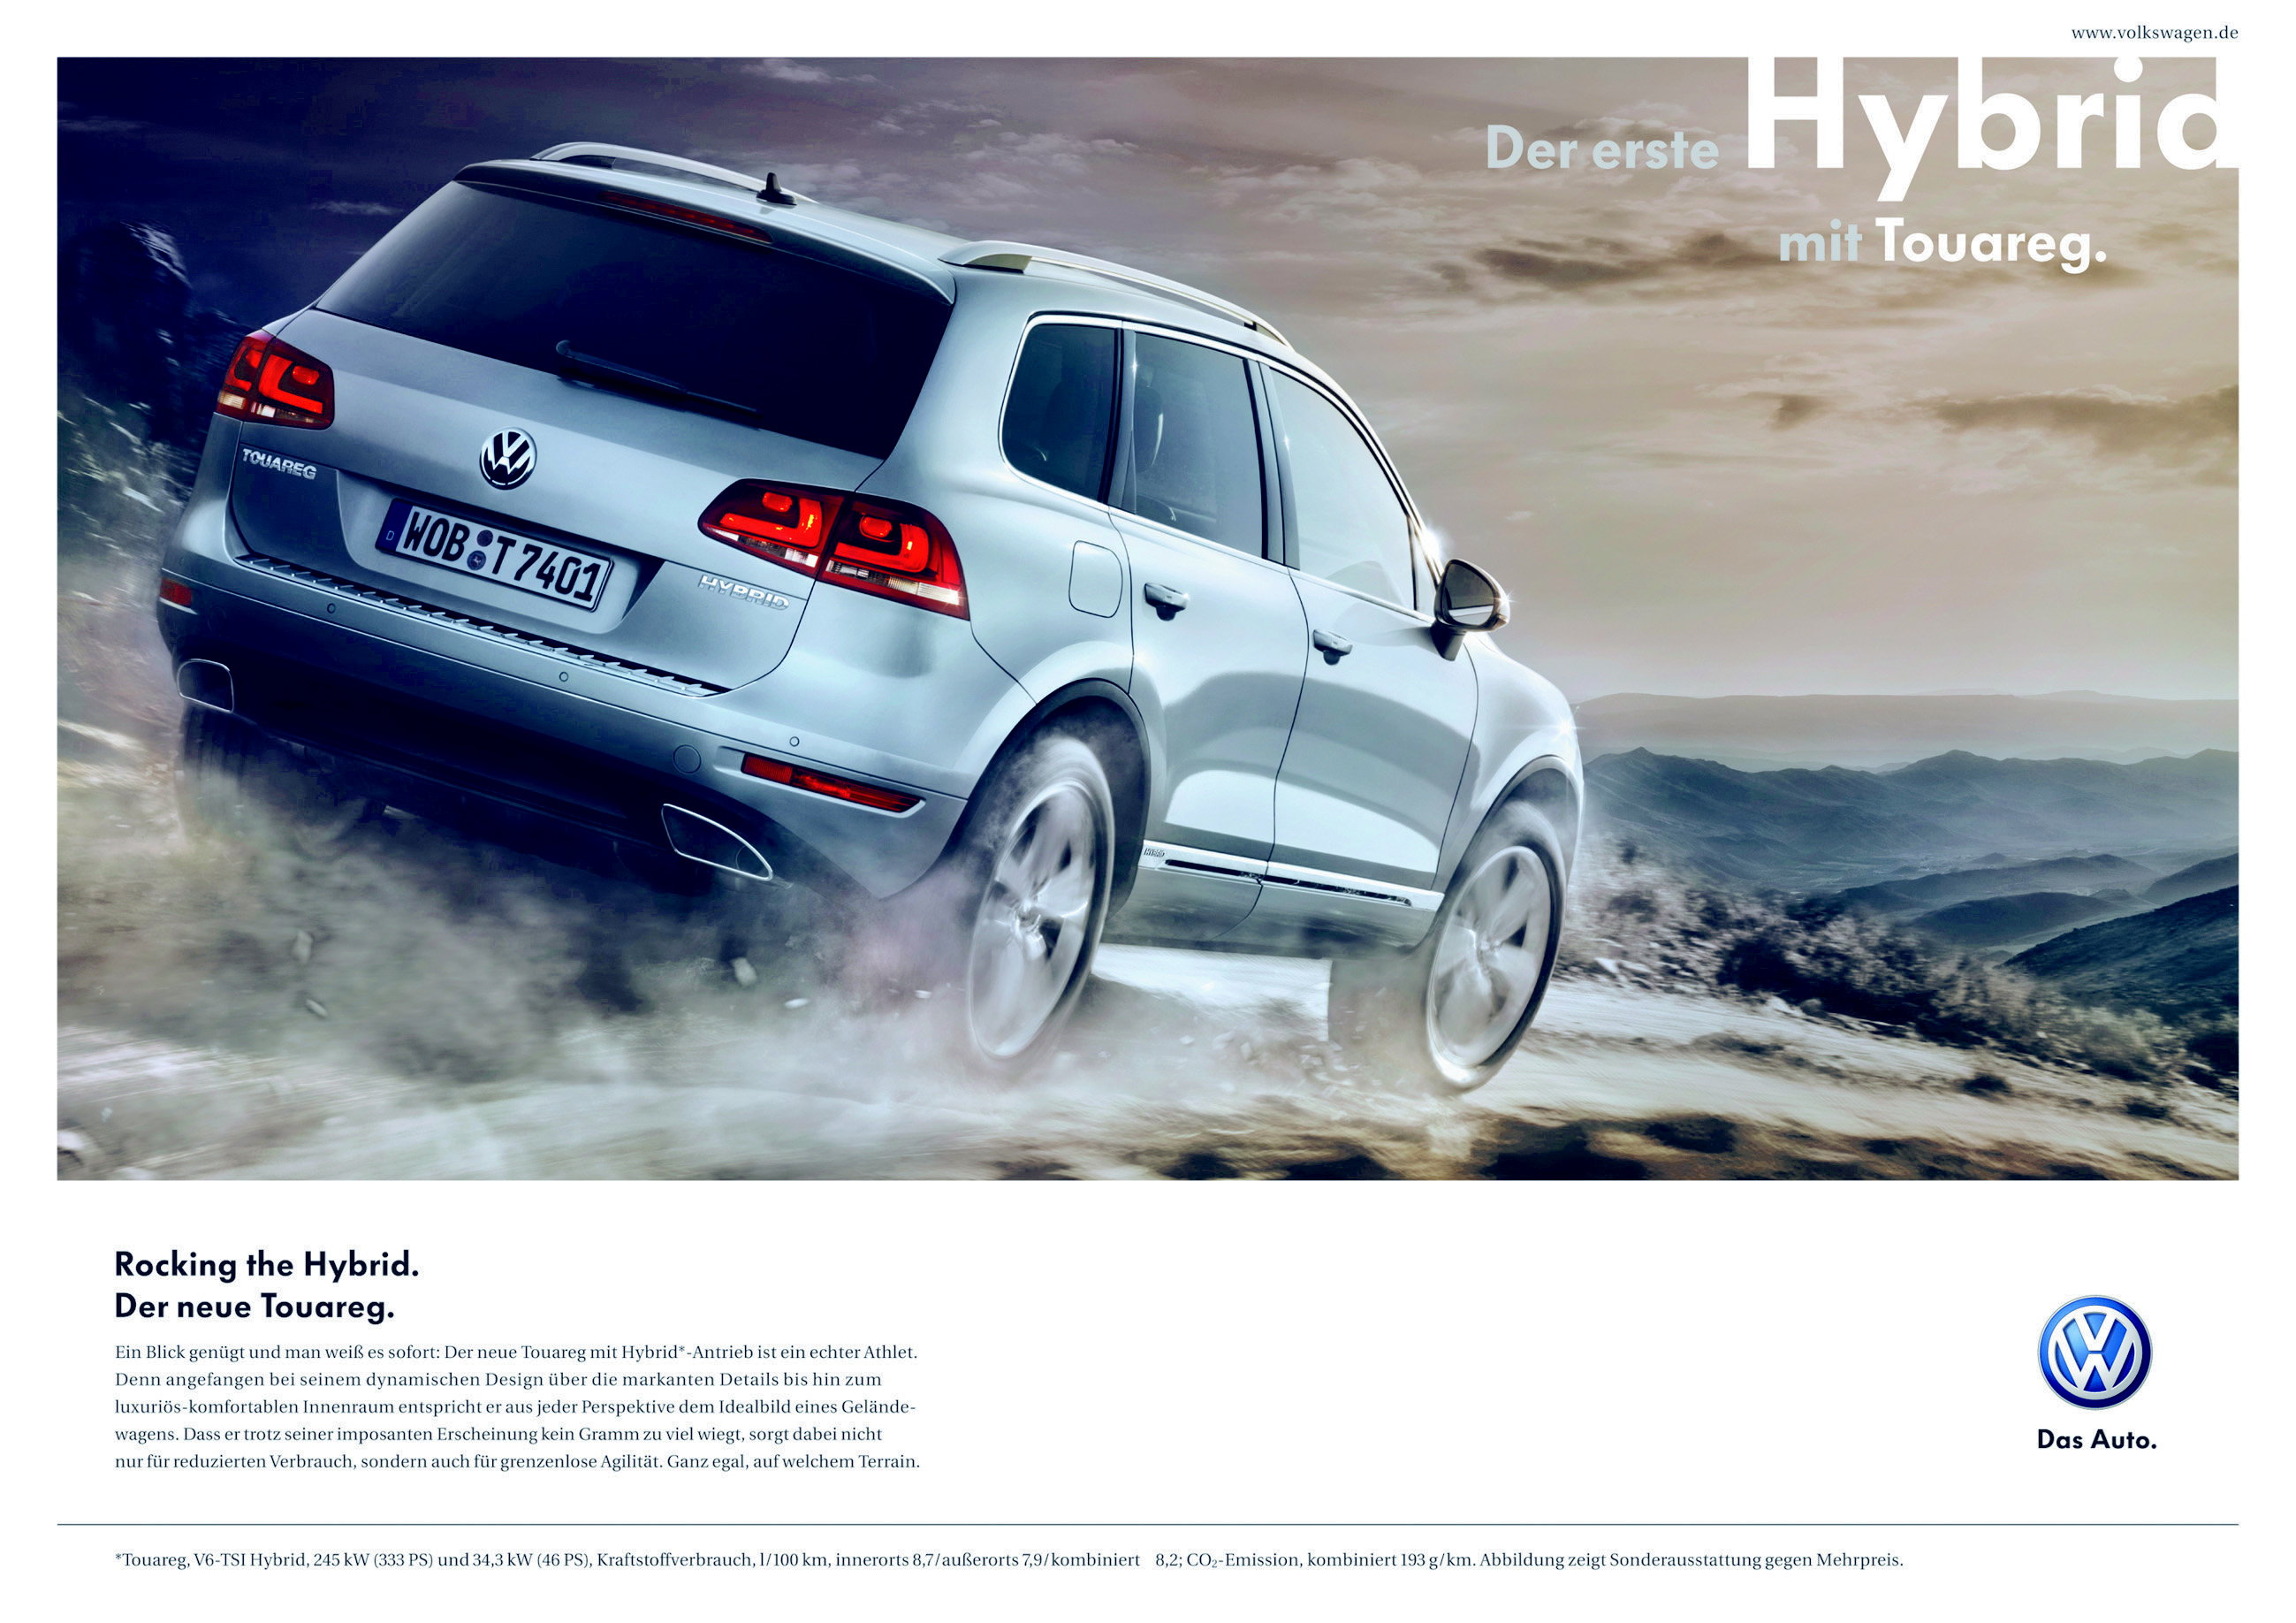 www.volkswagen.de
Der erste Hybrid
mit Touareg.
TOUAREG
WOB T 7401
D
HYBRID
Rocking the Hybrid.
Der neue Touareg.
Ein Blick genügt und man weiß es sofort: Der neue Touareg mit Hybrid*-Antrieb ist ein echter Athlet.
Denn angefangen bei seinem dynamischen Design über die markanten Details bis hin zum
luxuriös-komfortablen Innenraum entspricht er aus jeder Perspektive dem Idealbild eines Gelände-
wagens. Dass er trotz seiner imposanten Erscheinung kein Gramm zu viel wiegt, sorgt dabei nicht
nur für reduzierten Verbrauch, sondern auch für grenzenlose Agilität. Ganz egal, auf welchem Terrain.
Das Auto.
*Touareg, V6-TSI Hybrid, 245 kW (333 PS) und 34,3 kW (46 PS), Kraftstoffverbrauch, l/100 km, innerorts 8,7/außerorts 7,9/kombiniert 8,2; CO₂-Emission, kombiniert 193 g/km. Abbildung zeigt Sonderausstattung gegen Mehrpreis.